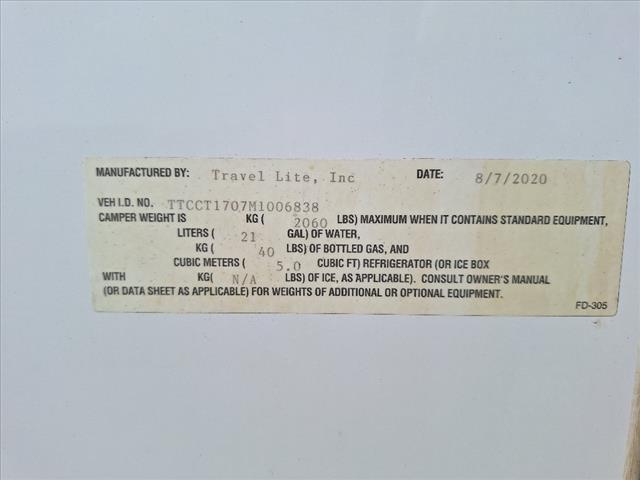 MANUFACTURED BY: Travel Lite, Inc DATE: 8/7/2020
VEH I.D. NO. TTCCT1707M1006838
CAMPER WEIGHT IS KG ( 2060 LBS) MAXIMUM WHEN IT CONTAINS STANDARD EQUIPMENT,
LITERS ( 21 GAL) OF WATER,
KG ( 40 LBS) OF BOTTLED GAS, AND
CUBIC METERS ( 5.0 CUBIC FT) REFRIGERATOR (OR ICE BOX
WITH KG( N/A LBS) OF ICE, AS APPLICABLE). CONSULT OWNER'S MANUAL
(OR DATA SHEET AS APPLICABLE) FOR WEIGHTS OF ADDITIONAL OR OPTIONAL EQUIPMENT.
FD-305